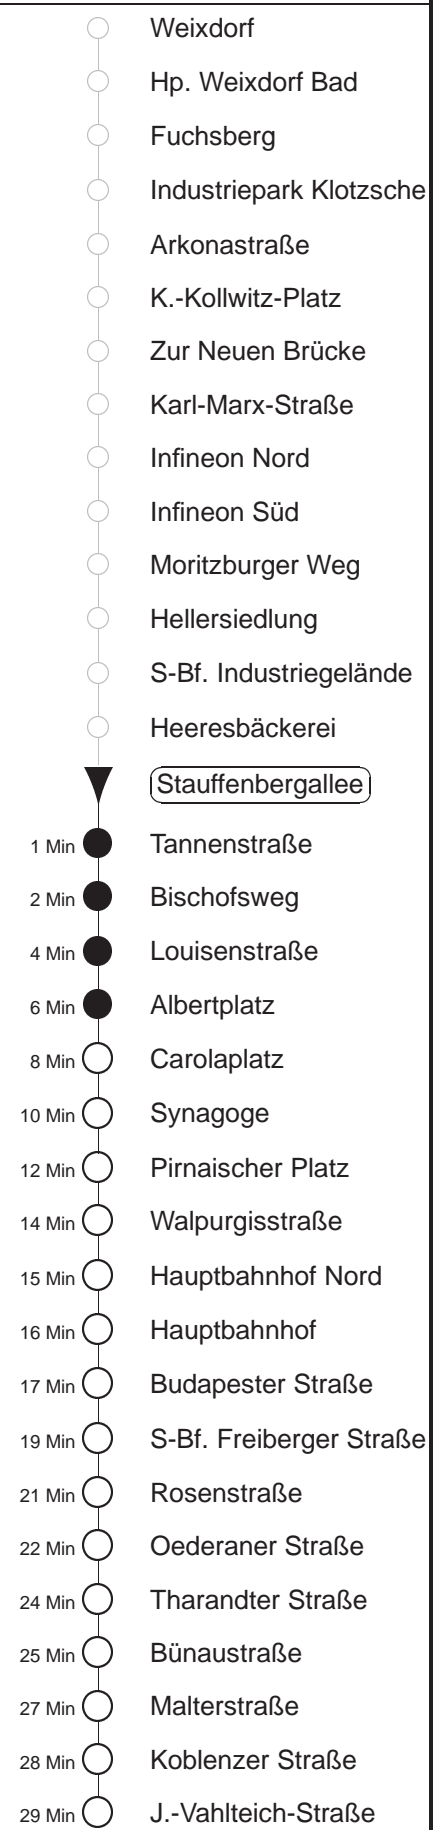 Weixdorf
Hp. Weixdorf Bad
Fuchsberg
Industriepark Klotzsche
Arkonastraße
K.-Kollwitz-Platz
Zur Neuen Brücke
Karl-Marx-Straße
Infineon Nord
Infineon Süd
Moritzburger Weg
Hellersiedlung
S-Bf. Industriegelände
Heeresbäckerei
Stauffenbergallee
1 Min Tannenstraße
2 Min Bischofsweg
4 Min Louisenstraße
6 Min Albertplatz
8 Min Carolaplatz
10 Min Synagoge
12 Min Pirnaischer Platz
14 Min Walpurgisstraße
15 Min Hauptbahnhof Nord
16 Min Hauptbahnhof
17 Min Budapester Straße
19 Min S-Bf. Freiberger Straße
21 Min Rosenstraße
22 Min Oederaner Straße
24 Min Tharandter Straße
25 Min Bünaustraße
27 Min Malterstraße
28 Min Koblenzer Straße
29 Min J.-Vahlteich-Straße